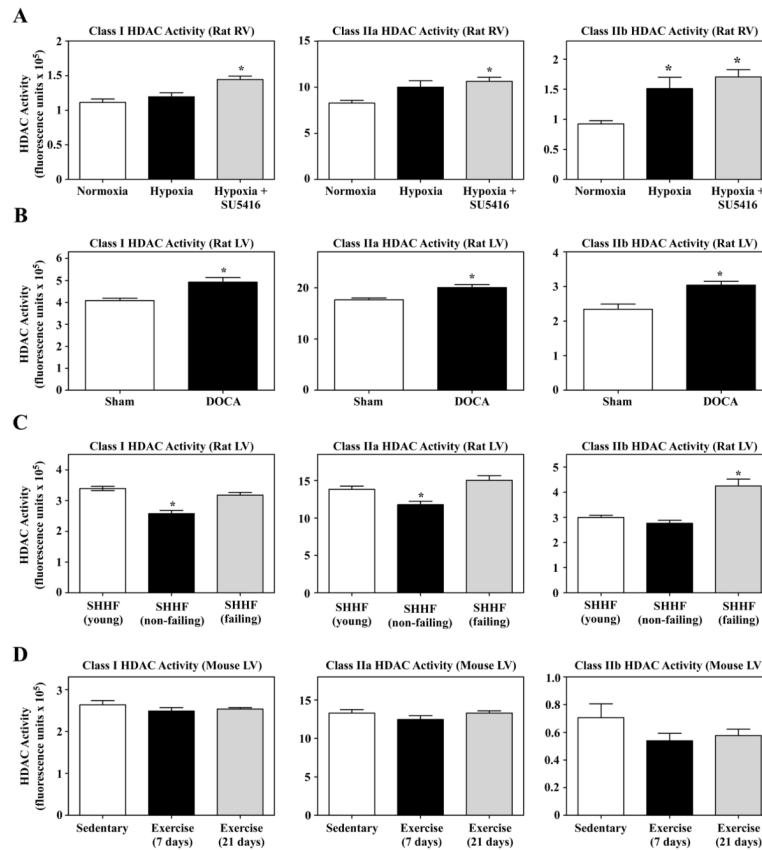 A
Class I HDAC Activity (Rat RV)
HDAC Activity
(fluorescence units x 10⁵)
2
1.5
1
0.5
0
*
Normoxia Hypoxia Hypoxia +
SU5416
Class IIa HDAC Activity (Rat RV)
15
10
5
0
*
Normoxia Hypoxia Hypoxia +
SU5416
Class IIb HDAC Activity (Rat RV)
2
1.5
1
0.5
0
* *
Normoxia Hypoxia Hypoxia +
SU5416
B
Class I HDAC Activity (Rat LV)
HDAC Activity
(fluorescence units x 10⁵)
6
5
4
3
2
1
0
*
Sham DOCA
Class IIa HDAC Activity (Rat LV)
20
10
0
*
Sham DOCA
Class IIb HDAC Activity (Rat LV)
4
3
2
1
0
*
Sham DOCA
C
Class I HDAC Activity (Rat LV)
HDAC Activity
(fluorescence units x 10⁵)
4
3
2
1
0
*
SHHF SHHF SHHF
(young) (non-failing) (failing)
Class IIa HDAC Activity (Rat LV)
15
10
5
0
*
SHHF SHHF SHHF
(young) (non-failing) (failing)
Class IIb HDAC Activity (Rat LV)
5
4
3
2
1
0
*
SHHF SHHF SHHF
(young) (non-failing) (failing)
D
Class I HDAC Activity (Mouse LV)
HDAC Activity
(fluorescence units x 10⁵)
3
2
1
0
Sedentary Exercise Exercise
(7 days) (21 days)
Class IIa HDAC Activity (Mouse LV)
15
10
5
0
Sedentary Exercise Exercise
(7 days) (21 days)
Class IIb HDAC Activity (Mouse LV)
1.0
0.8
0.6
0.4
0.2
0
Sedentary Exercise Exercise
(7 days) (21 days)